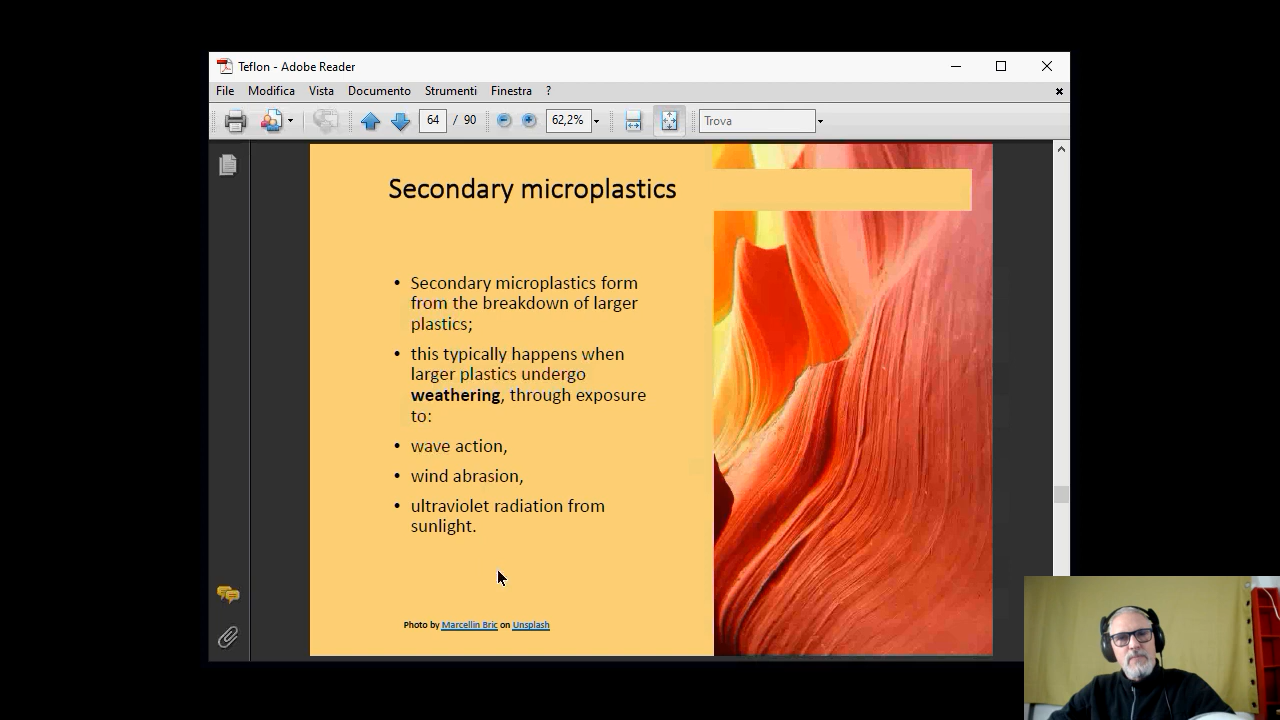 Teflon - Adobe Reader
File Modifica Vista Documento Strumenti Finestra ?
64 / 90 62,2% Trova
Secondary microplastics
• Secondary microplastics form
from the breakdown of larger
plastics;
• this typically happens when
larger plastics undergo
weathering, through exposure
to:
• wave action,
• wind abrasion,
• ultraviolet radiation from
sunlight.
Photo by Marcellin Bric on Unsplash